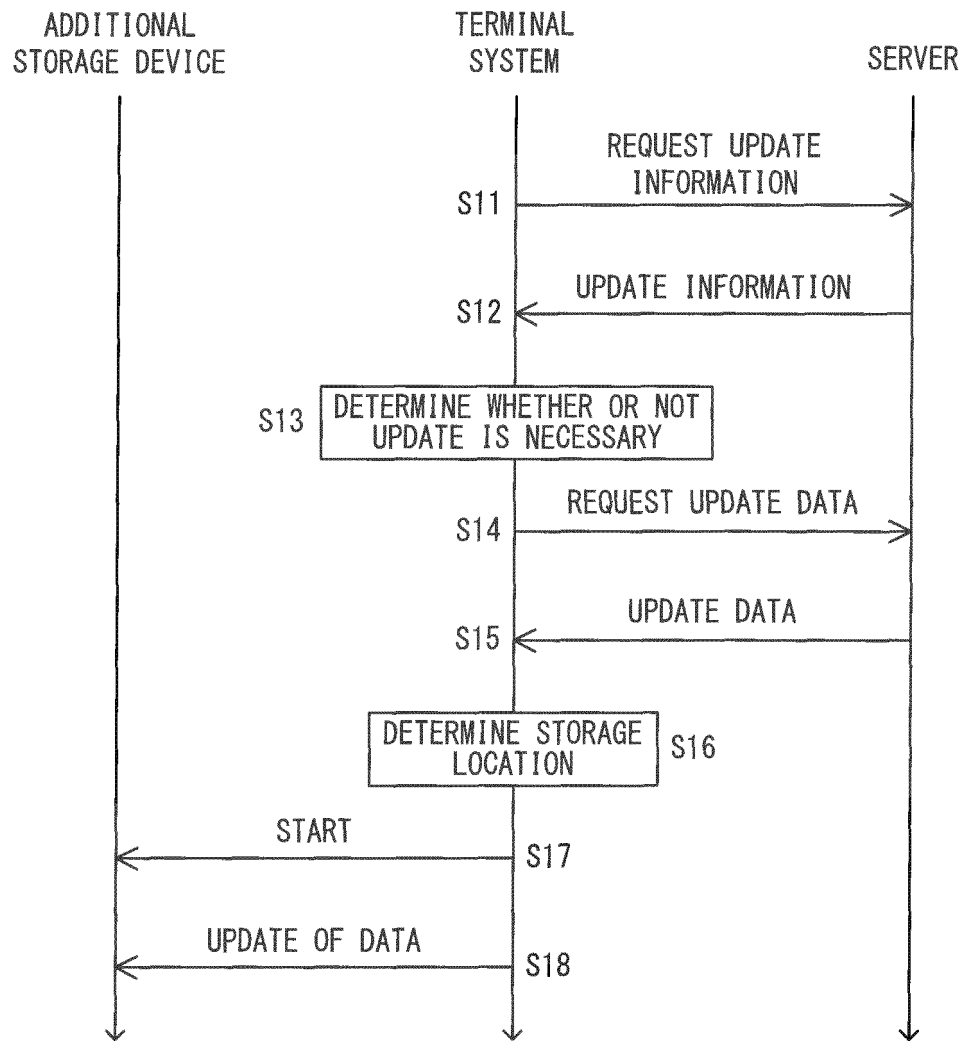 ADDITIONAL
STORAGE DEVICE
TERMINAL
SYSTEM
SERVER
REQUEST UPDATE
INFORMATION
S11
UPDATE INFORMATION
S12
S13
DETERMINE WHETHER OR NOT
UPDATE IS NECESSARY
REQUEST UPDATE DATA
S14
UPDATE DATA
S15
DETERMINE STORAGE
LOCATION
S16
START
S17
UPDATE OF DATA
S18